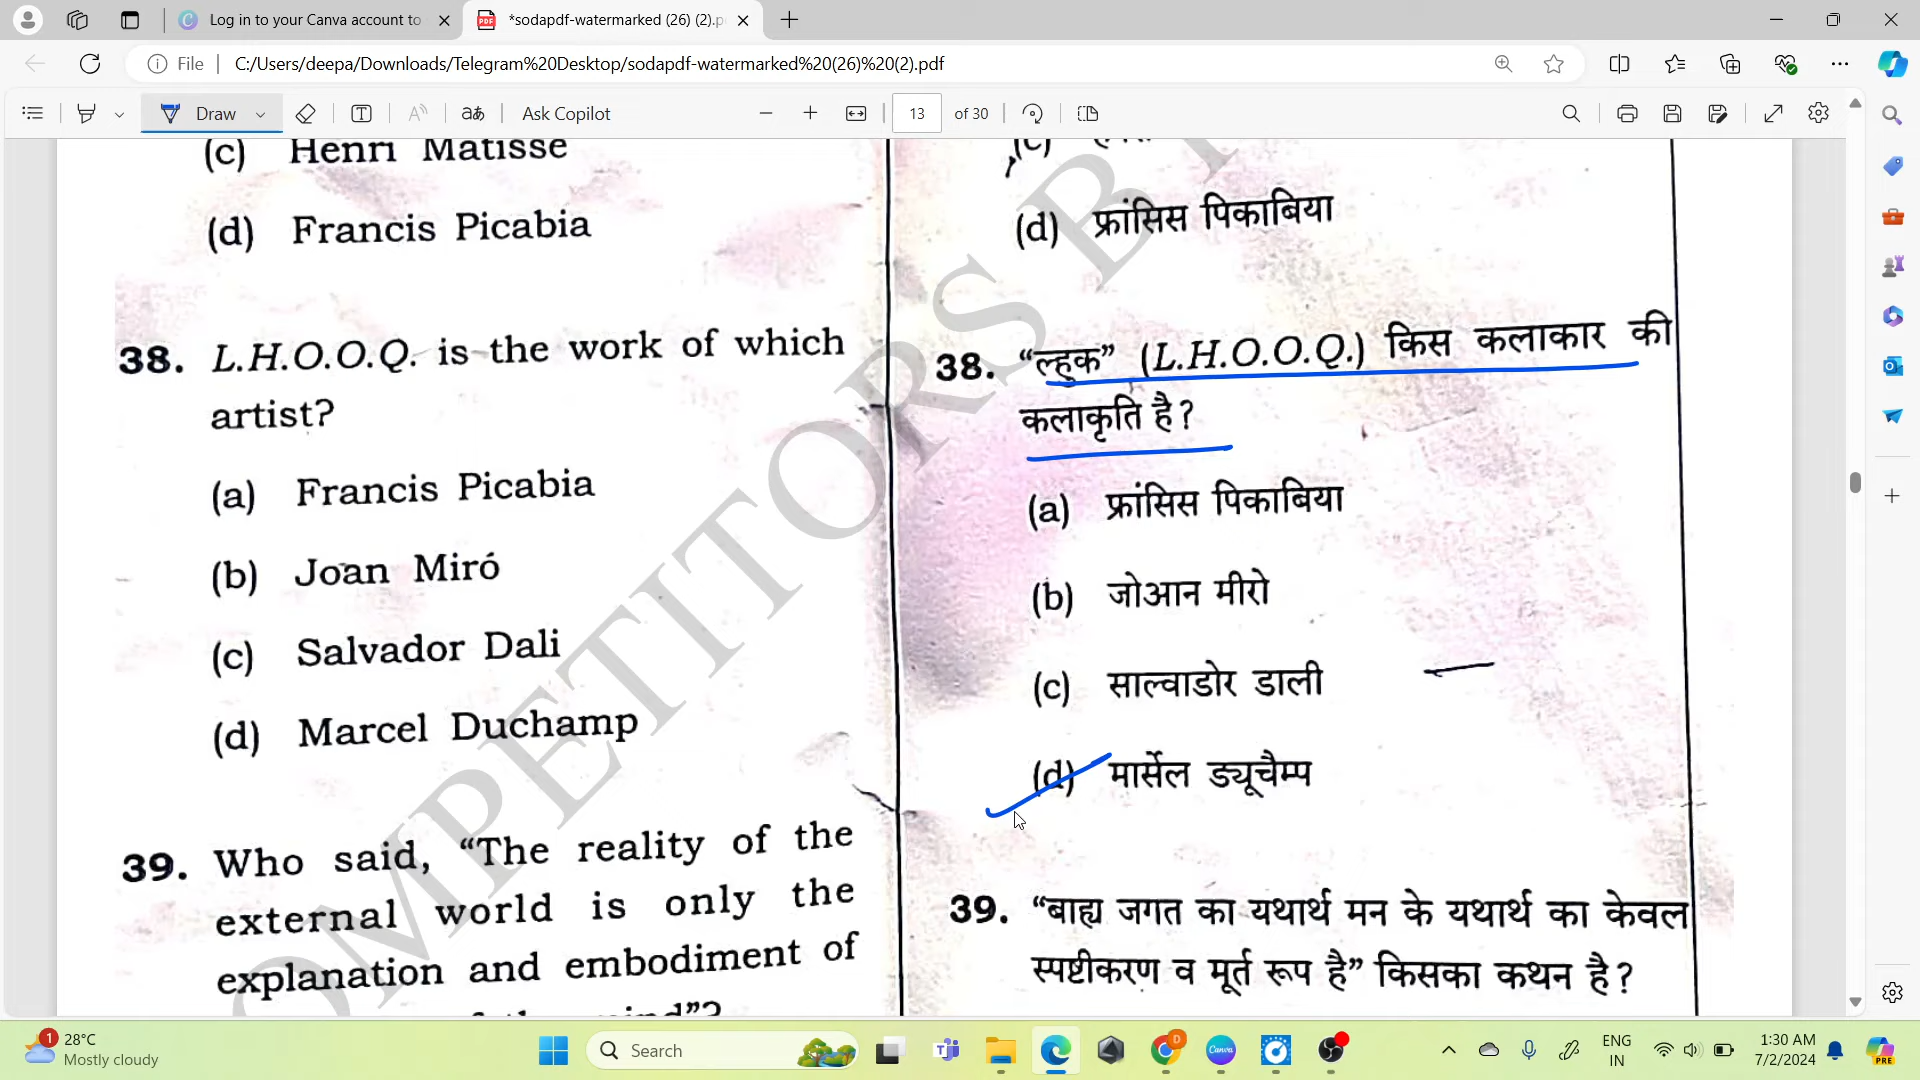 Log in to your Canva account to
*sodapdf-watermarked (26) (2).p
File
C:/Users/deepa/Downloads/Telegram%20Desktop/sodapdf-watermarked%20(26)%20(2).pdf
Draw
Ask Copilot
13
of 30
(c) Henri Matisse
(d) Francis Picabia
38. L.H.O.O.Q. is the work of which
artist?
(a) Francis Picabia
(b) Joan Miró
(c) Salvador Dali
(d) Marcel Duchamp
39. Who said, “The reality of the
external world is only the
explanation and embodiment of
(c)
(d) फ्रांसिस पिकाबिया
38. “ल्हुक” (L.H.O.O.Q.) किस कलाकार की
कलाकृति है?
(a) फ्रांसिस पिकाबिया
(b) जोआन मीरो
(c) साल्वाडोर डाली
(d) मार्सेल ड्यूचैम्प
39. “बाह्य जगत का यथार्थ मन के यथार्थ का केवल
स्पष्टीकरण व मूर्त रूप है” किसका कथन है?
OMPETITORS B
1
28°C
Mostly cloudy
Search
Canva
D
ENG
IN
1:30 AM
7/2/2024
PRE